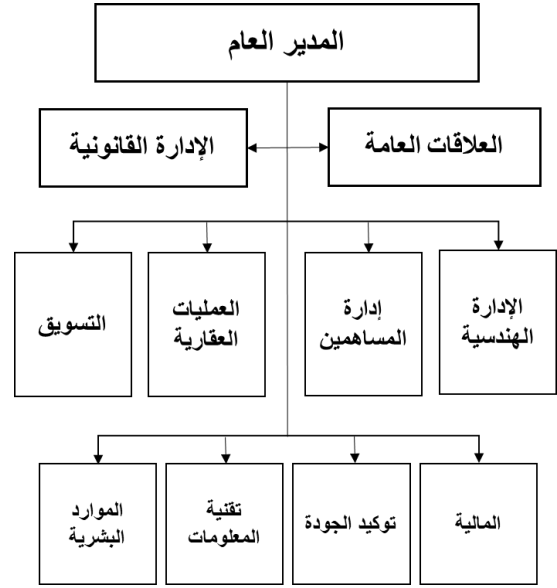 المدير العام
العلاقات العامة
الإدارة القانونية
الإدارة
الهندسية
إدارة
المساهمين
العمليات
العقارية
التسويق
المالية
توكيد الجودة
تقنية
المعلومات
الموارد
البشرية